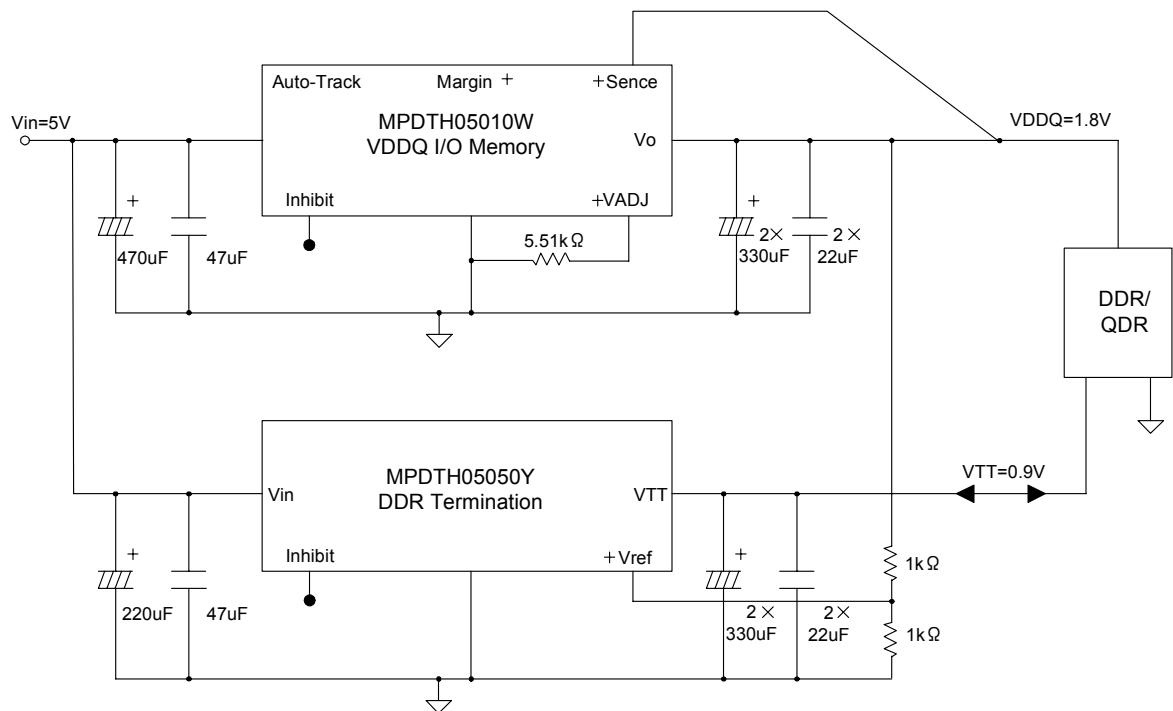 Auto-Track
Margin +
+Sence
Vin=5V
MPDTH05010W
VDDQ I/O Memory
Vo
VDDQ=1.8V
Inhibit
+VADJ
+
470uF
47uF
5.51kΩ
+
2×
330uF
2×
22uF
DDR/
QDR
MPDTH05050Y
DDR Termination
Vin
VTT
VTT=0.9V
Inhibit
+Vref
+
220uF
47uF
+
2×
330uF
2×
22uF
1kΩ
1kΩ